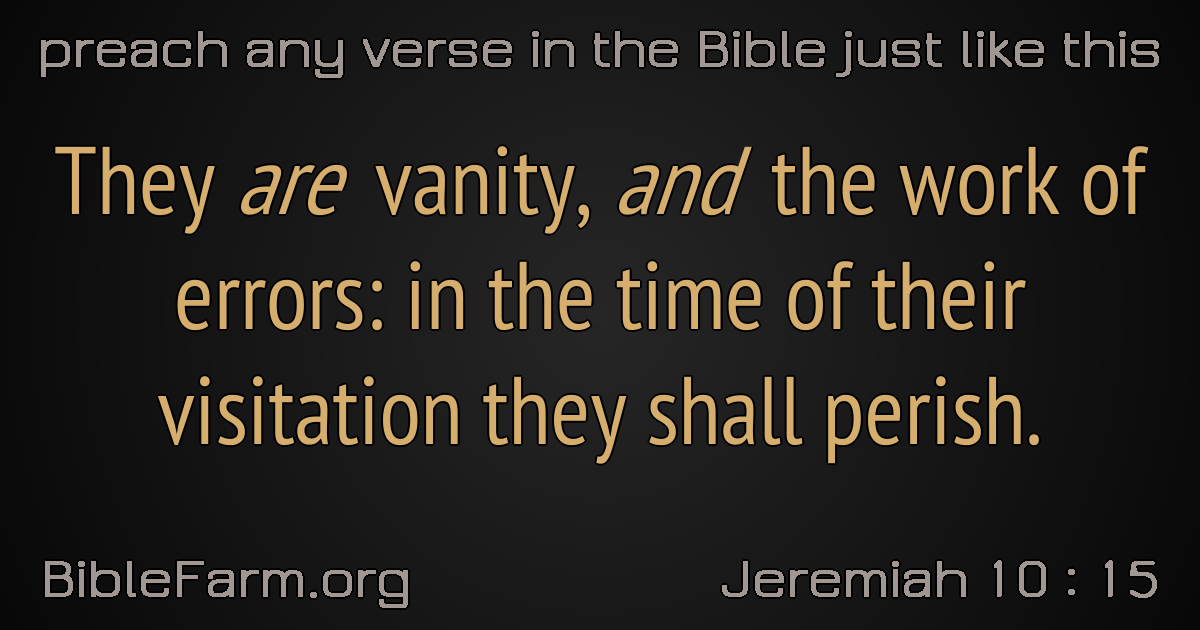 preach any verse in the Bible just like this
They are vanity, and the work of
errors: in the time of their
visitation they shall perish.
BibleFarm.org
Jeremiah 10 : 15